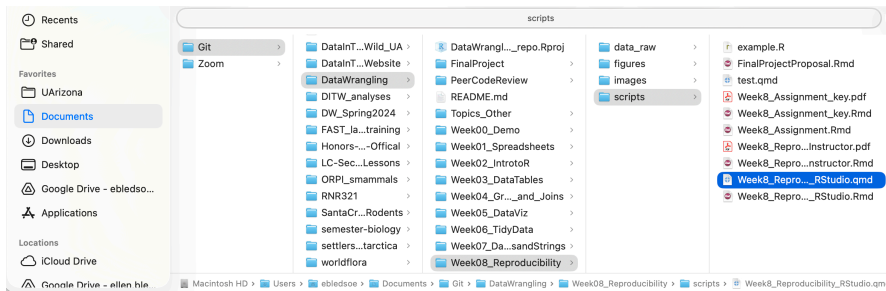 scripts
Recents
Shared
Favorites
UArizona
Documents
Downloads
Desktop
Google Drive - ebledso...
Applications
Locations
iCloud Drive
Google Drive - ellen ble...
Git
Zoom
DataInT...Wild_UA
DataInT...Website
DataWrangling
DITW_analyses
DW_Spring2024
FAST_la...training
Honors-...-Offical
LC-Sec...Lessons
ORPI_smammals
RNR321
SantaCr...Rodents
semester-biology
settlers...tarctica
worldflora
DataWrangl..._repo.Rproj
FinalProject
PeerCodeReview
README.md
Topics_Other
Week00_Demo
Week01_Spreadsheets
Week02_IntrotoR
Week03_DataTables
Week04_Gr..._and_Joins
Week05_DataViz
Week06_TidyData
Week07_Da...sandStrings
Week08_Reproducibility
data_raw
figures
images
scripts
example.R
FinalProjectProposal.Rmd
test.qmd
Week8_Assignment_key.pdf
Week8_Assignment_key.Rmd
Week8_Assignment.Rmd
Week8_Repro...Instructor.pdf
Week8_Repro...nstructor.Rmd
Week8_Repro..._RStudio.qmd
Week8_Repro..._RStudio.Rmd
Macintosh HD › Users › ebledsoe › Documents › Git › DataWrangling › Week08_Reproducibility › scripts › Week8_Reproducibility_RStudio.qm